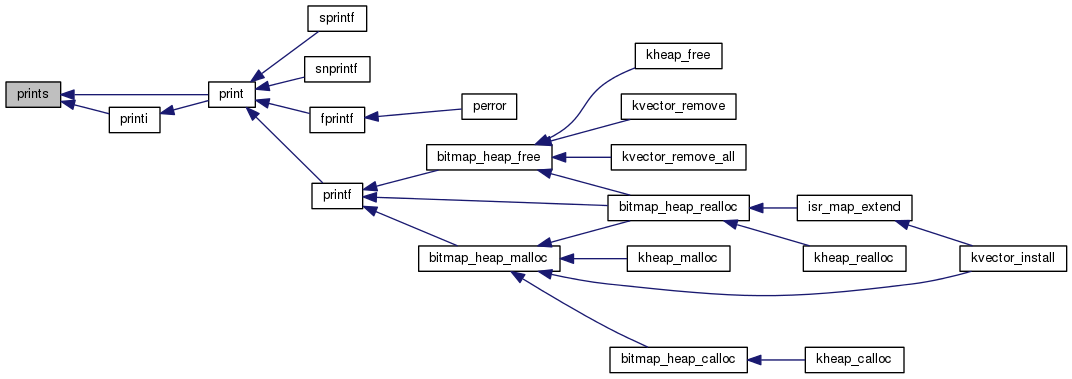 sprintf
kheap_free
snprintf
prints
print
kvector_remove
perror
printi
fprintf
bitmap_heap_free
kvector_remove_all
printf
bitmap_heap_realloc
isr_map_extend
bitmap_heap_malloc
kheap_malloc
kheap_realloc
kvector_install
bitmap_heap_calloc
kheap_calloc